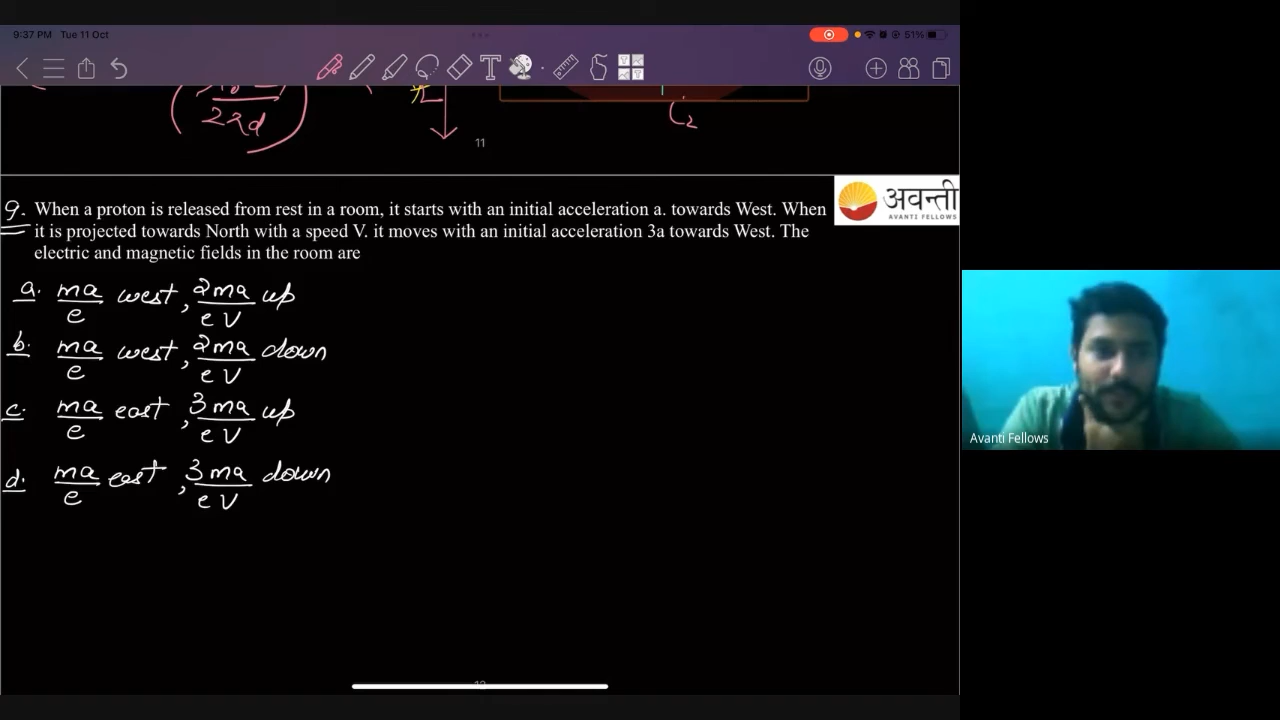 9:37 PM Tue 11 Oct
51%
22d
C2
11
अवन्ती
AVANTI FELLOWS
9. When a proton is released from rest in a room, it starts with an initial acceleration a. towards West. When
it is projected towards North with a speed V. it moves with an initial acceleration 3a towards West. The
electric and magnetic fields in the room are
a. ma/e west, 2ma/eV up
b. ma/e west, 2ma/eV down
c. ma/e east, 3ma/eV up
d. ma/e east, 3ma/eV down
Avanti Fellows